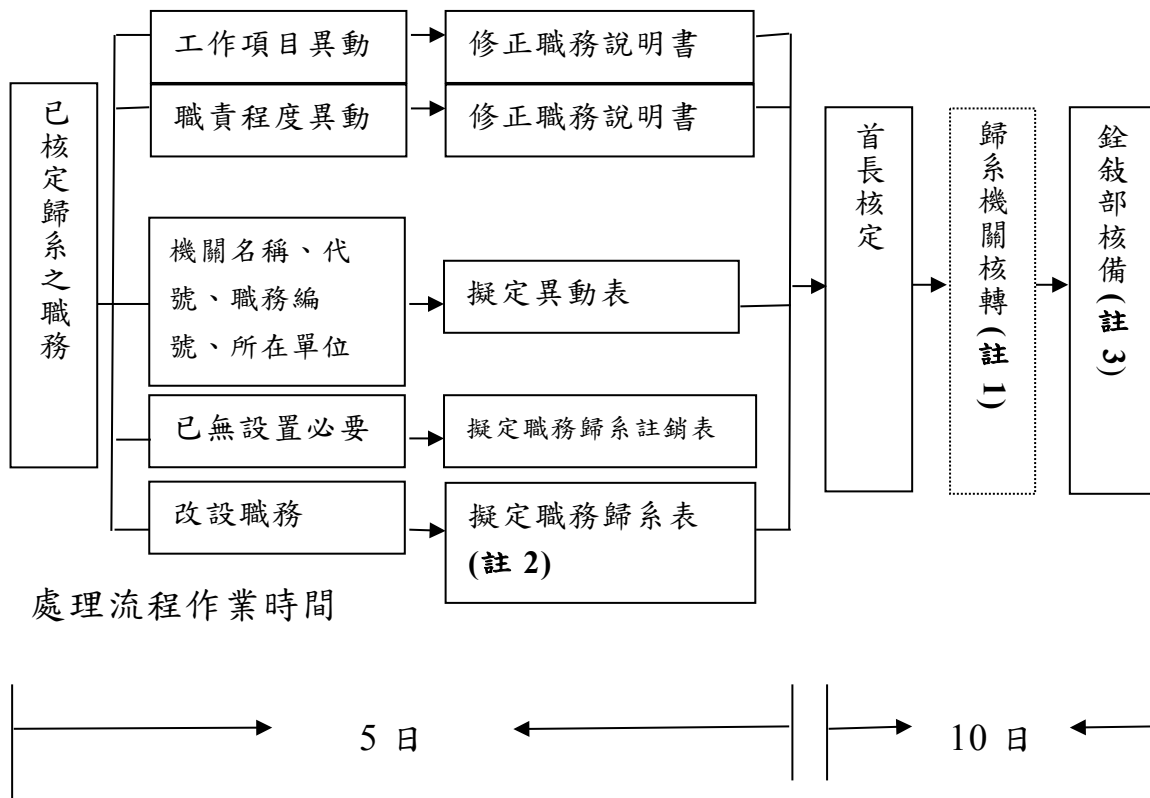 已核定歸系之職務
工作項目異動
修正職務說明書
職責程度異動
修正職務說明書
機關名稱、代
號、職務編
號、所在單位
擬定異動表
已無設置必要
擬定職務歸系註銷表
改設職務
擬定職務歸系表
(註 2)
首長核定
歸系機關核轉(註 1)
銓敍部核備(註 3)
處理流程作業時間
5 日
10 日